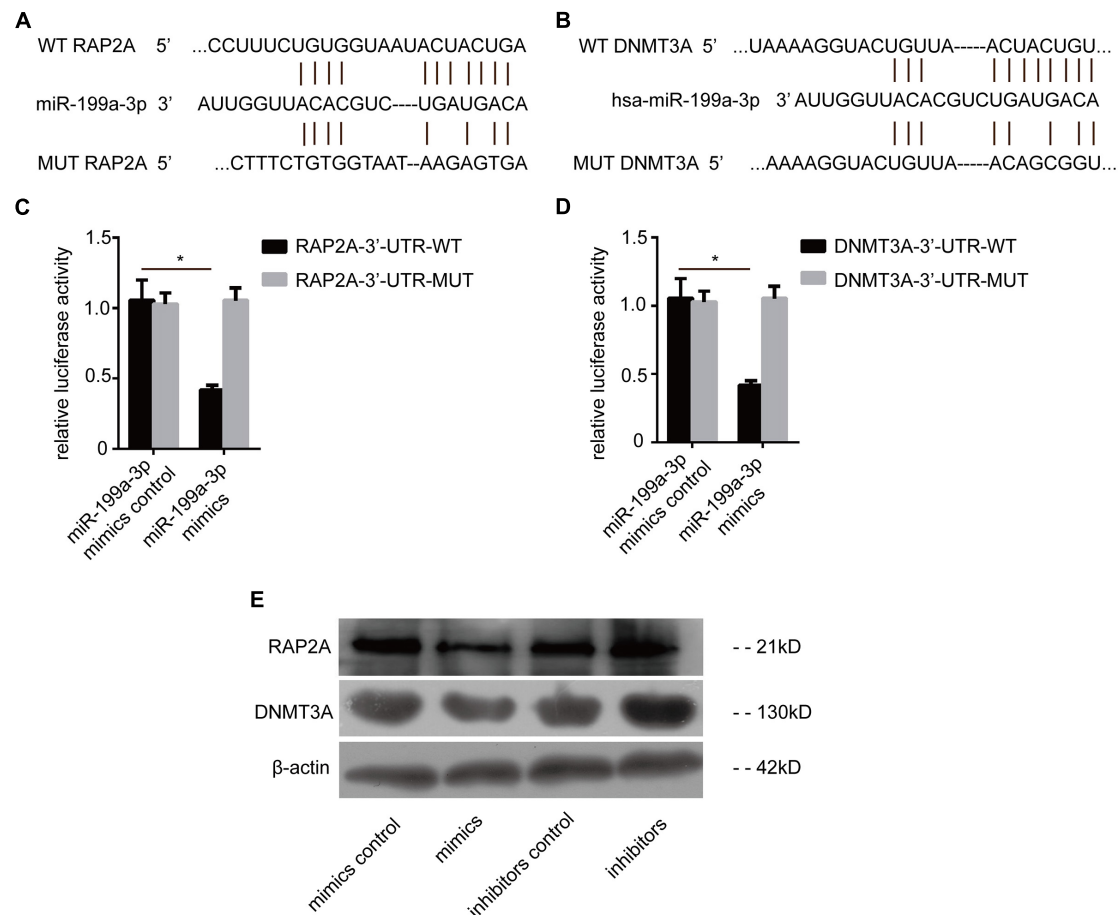 A
WT RAP2A 5’ ...CCUUUCUGUGGUAAUACUACUGA
miR-199a-3p 3’ AUUGGUUACACGUC----UGAUGACA
MUT RAP2A 5’ ...CTTTCTGTGGTAAT--AAGAGTGA
B
WT DNMT3A 5’ ...UAAAAGGUACUGUUA-----ACUACUGU...
hsa-miR-199a-3p 3’ AUUGGUUACACGUCUGAUGACA
MUT DNMT3A 5’ ...AAAAGGUACUGUUA-----ACAGCGGU...
C
relative luciferase activity
1.5
1.0
0.5
0
*
RAP2A-3’-UTR-WT
RAP2A-3’-UTR-MUT
miR-199a-3p
mimics control
miR-199a-3p
mimics
D
relative luciferase activity
1.5
1.0
0.5
0
*
DNMT3A-3’-UTR-WT
DNMT3A-3’-UTR-MUT
miR-199a-3p
mimics control
miR-199a-3p
mimics
E
RAP2A
- - 21kD
DNMT3A
- - 130kD
β-actin
- - 42kD
mimics control
mimics
inhibitors control
inhibitors